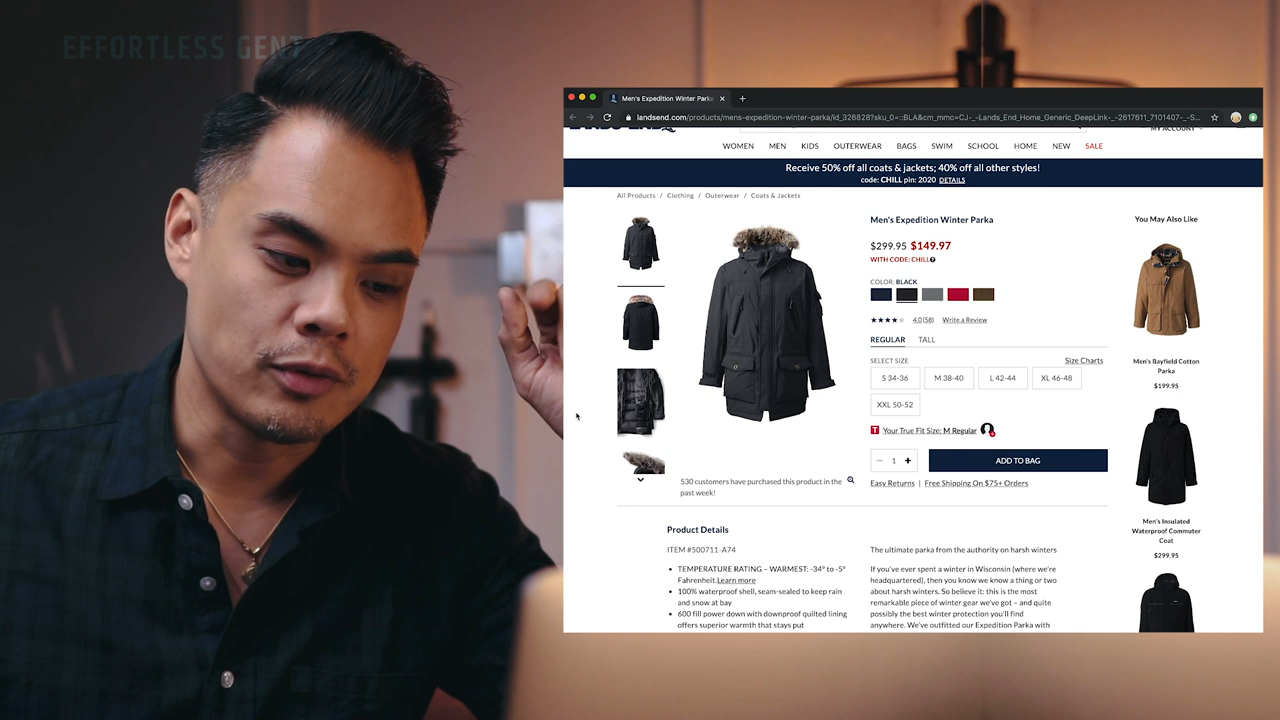 EFFORTLESS GENT
Men's Expedition Winter Parka
landsend.com/products/mens-expedition-winter-parka/id_326828?sku_0=::BLA&cm_mmc=CJ-_-Lands_End_Home_Generic_DeepLink-_-2617611_7101407-_-S...
MY ACCOUNT
WOMEN MEN KIDS OUTERWEAR BAGS SWIM SCHOOL HOME NEW SALE
Receive 50% off all coats & jackets; 40% off all other styles!
code: CHILL pin: 2020 DETAILS
All Products / Clothing / Outerwear / Coats & Jackets
Men's Expedition Winter Parka
$299.95 $149.97
WITH CODE: CHILL
COLOR: BLACK
4.0 (58) Write a Review
REGULAR TALL
SELECT SIZE Size Charts
S 34-36 M 38-40 L 42-44 XL 46-48
XXL 50-52
T Your True Fit Size: M Regular
1 ADD TO BAG
Easy Returns | Free Shipping On $75+ Orders
530 customers have purchased this product in the
past week!
Product Details
ITEM #500711-A74
TEMPERATURE RATING – WARMEST: -34° to -5°
Fahrenheit. Learn more
100% waterproof shell, seam-sealed to keep rain
and snow at bay
600 fill power down with downproof quilted lining
offers superior warmth that stays put
The ultimate parka from the authority on harsh winters
If you've ever spent a winter in Wisconsin (where we're
headquartered), then you know we know a thing or two
about harsh winters. So believe it: this is the most
remarkable piece of winter gear we've got – and quite
possibly the best winter protection you'll find
anywhere. We've outfitted our Expedition Parka with
You May Also Like
Men's Bayfield Cotton
Parka
$199.95
Men's Insulated
Waterproof Commuter
Coat
$299.95